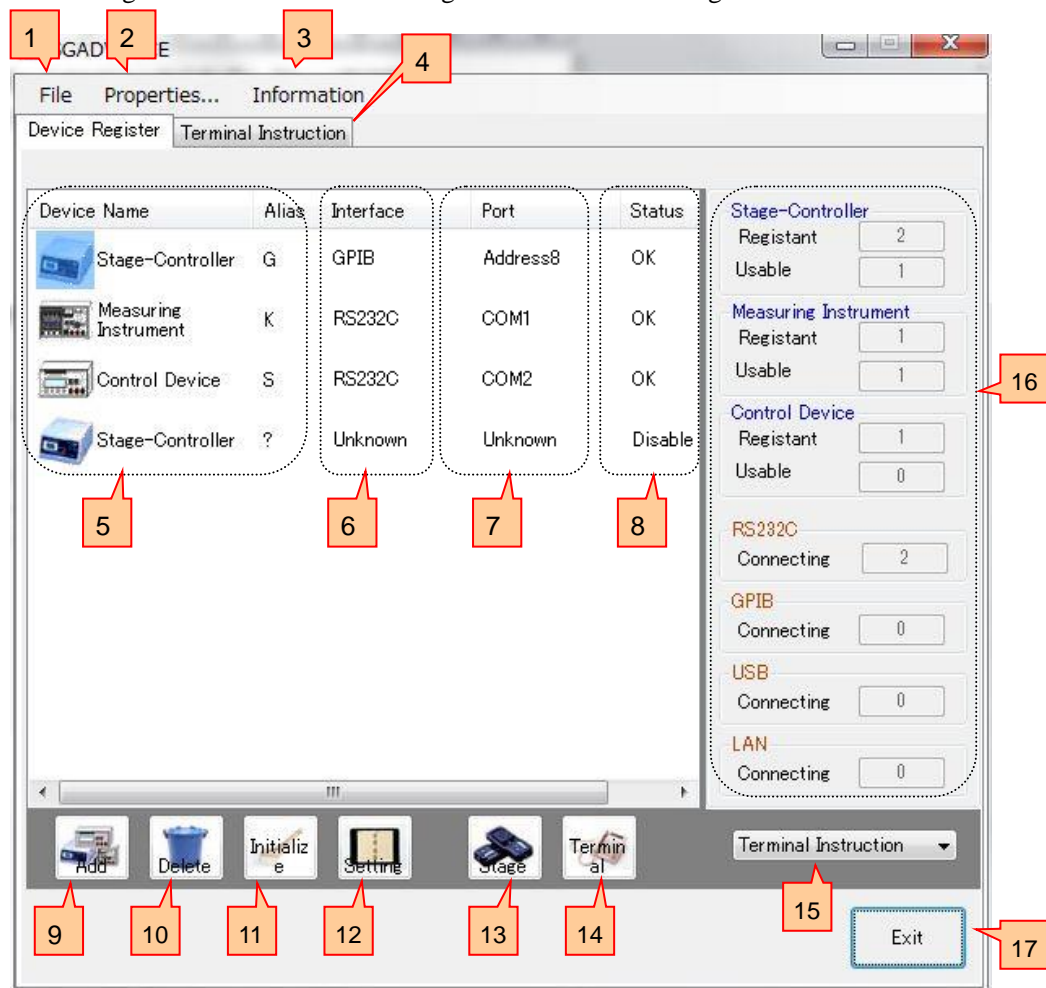 1 2 3 4
File Properties... Information
Device Register Terminal Instruction
Device Name Alias Interface Port Status
Stage-Controller G GPIB Address8 OK
Measuring
Instrument K RS232C COM1 OK
Control Device S RS232C COM2 OK
Stage-Controller ? Unknown Unknown Disable
5 6 7 8
Stage-Controller
Registant 2
Usable 1
Measuring Instrument
Registant 1
Usable 1
Control Device
Registant 1
Usable 0
RS232C
Connecting 2
GPIB
Connecting 0
USB
Connecting 0
LAN
Connecting 0
16
Add Delete Initializ
e Setting Stage Termin
al Terminal Instruction
9 10 11 12 13 14 15
Exit
17